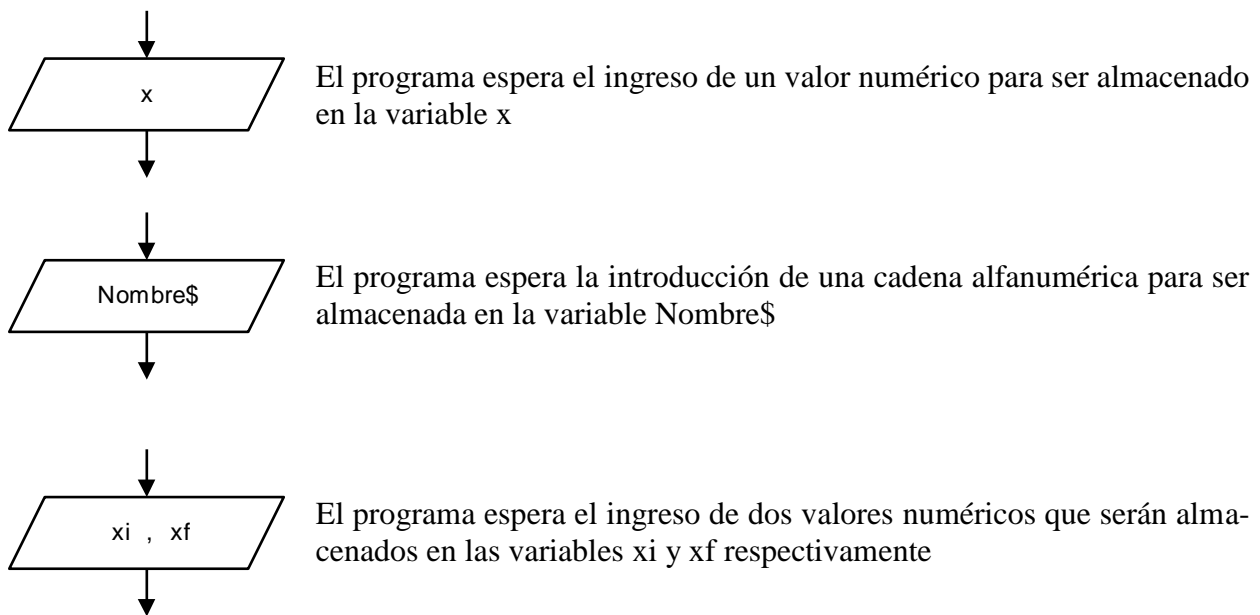 x
El programa espera el ingreso de un valor numérico para ser almacenado
en la variable x
Nombre$
El programa espera la introducción de una cadena alfanumérica para ser
almacenada en la variable Nombre$
xi , xf
El programa espera el ingreso de dos valores numéricos que serán alma-
cenados en las variables xi y xf respectivamente